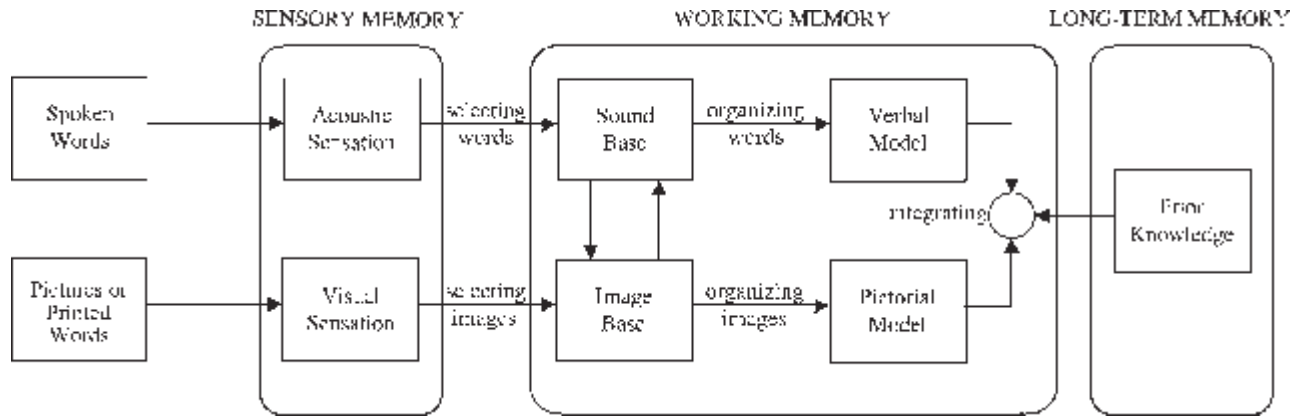 SENSORY MEMORY WORKING MEMORY LONG-TERM MEMORY
Spoken
Words
Acoustic
Sensation
selecting
words
Sound
Base
organizing
words
Verbal
Model
integrating
Prior
Knowledge
Pictures or
Printed
Words
Visual
Sensation
selecting
images
Image
Base
organizing
images
Pictorial
Model